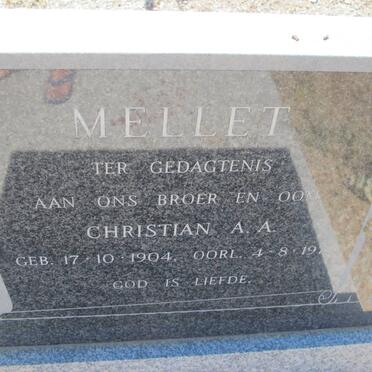 MELLET
TER GEDAGTENIS
AAN ONS BROER EN OOM
CHRISTIAN A. A.
GEB. 17·10·1904. OORL. 4-8-19
GOD IS LIEFDE.